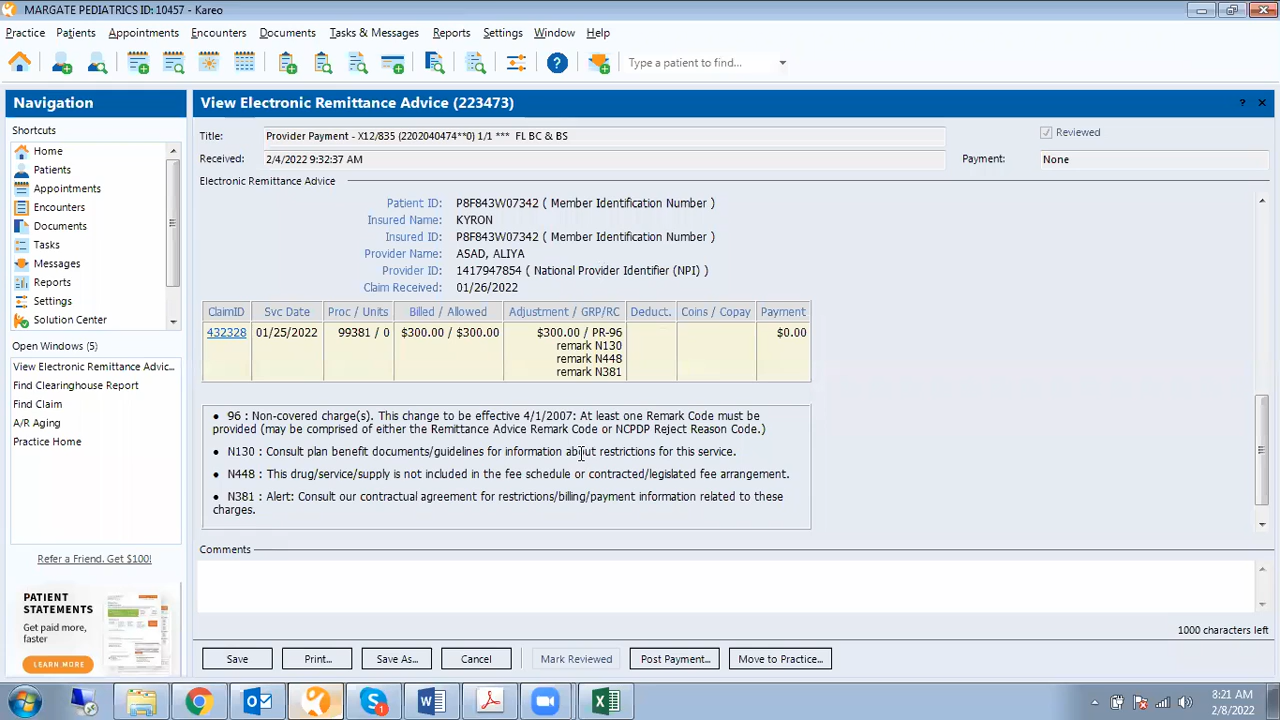 MARGATE PEDIATRICS ID: 10457 - Kareo
Practice Patients Appointments Encounters Documents Tasks & Messages Reports Settings Window Help
Type a patient to find...
Navigation
Shortcuts
Home
Patients
Appointments
Encounters
Documents
Tasks
Messages
Reports
Settings
Solution Center
Open Windows (5)
View Electronic Remittance Advic...
Find Clearinghouse Report
Find Claim
A/R Aging
Practice Home
Refer a Friend. Get $100!
PATIENT
STATEMENTS
Get paid more,
faster
LEARN MORE
View Electronic Remittance Advice (223473)
? x
Title: Provider Payment - X12/835 (2202040474**0) 1/1 *** FL BC & BS Reviewed
Received: 2/4/2022 9:32:37 AM Payment: None
Electronic Remittance Advice
Patient ID: P8F843W07342 ( Member Identification Number )
Insured Name: KYRON
Insured ID: P8F843W07342 ( Member Identification Number )
Provider Name: ASAD, ALIYA
Provider ID: 1417947854 ( National Provider Identifier (NPI) )
Claim Received: 01/26/2022
ClaimID Svc Date Proc / Units Billed / Allowed Adjustment / GRP/RC Deduct. Coins / Copay Payment
432328 01/25/2022 99381 / 0 $300.00 / $300.00 $300.00 / PR-96 $0.00
remark N130
remark N448
remark N381
• 96 : Non-covered charge(s). This change to be effective 4/1/2007: At least one Remark Code must be
provided (may be comprised of either the Remittance Advice Remark Code or NCPDP Reject Reason Code.)
• N130 : Consult plan benefit documents/guidelines for information about restrictions for this service.
• N448 : This drug/service/supply is not included in the fee schedule or contracted/legislated fee arrangement.
• N381 : Alert: Consult our contractual agreement for restrictions/billing/payment information related to these
charges.
Comments
1000 characters left
Save Print... Save As... Cancel Mark Reviewed Post Payment... Move to Practice...
8:21 AM
2/8/2022